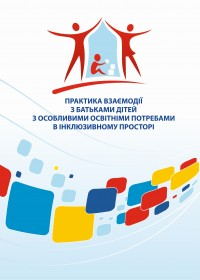 ПРАКТИКА ВЗАЄМОДІЇ
З БАТЬКАМИ ДІТЕЙ
З ОСОБЛИВИМИ ОСВІТНІМИ ПОТРЕБАМИ
В ІНКЛЮЗИВНОМУ ПРОСТОРІ